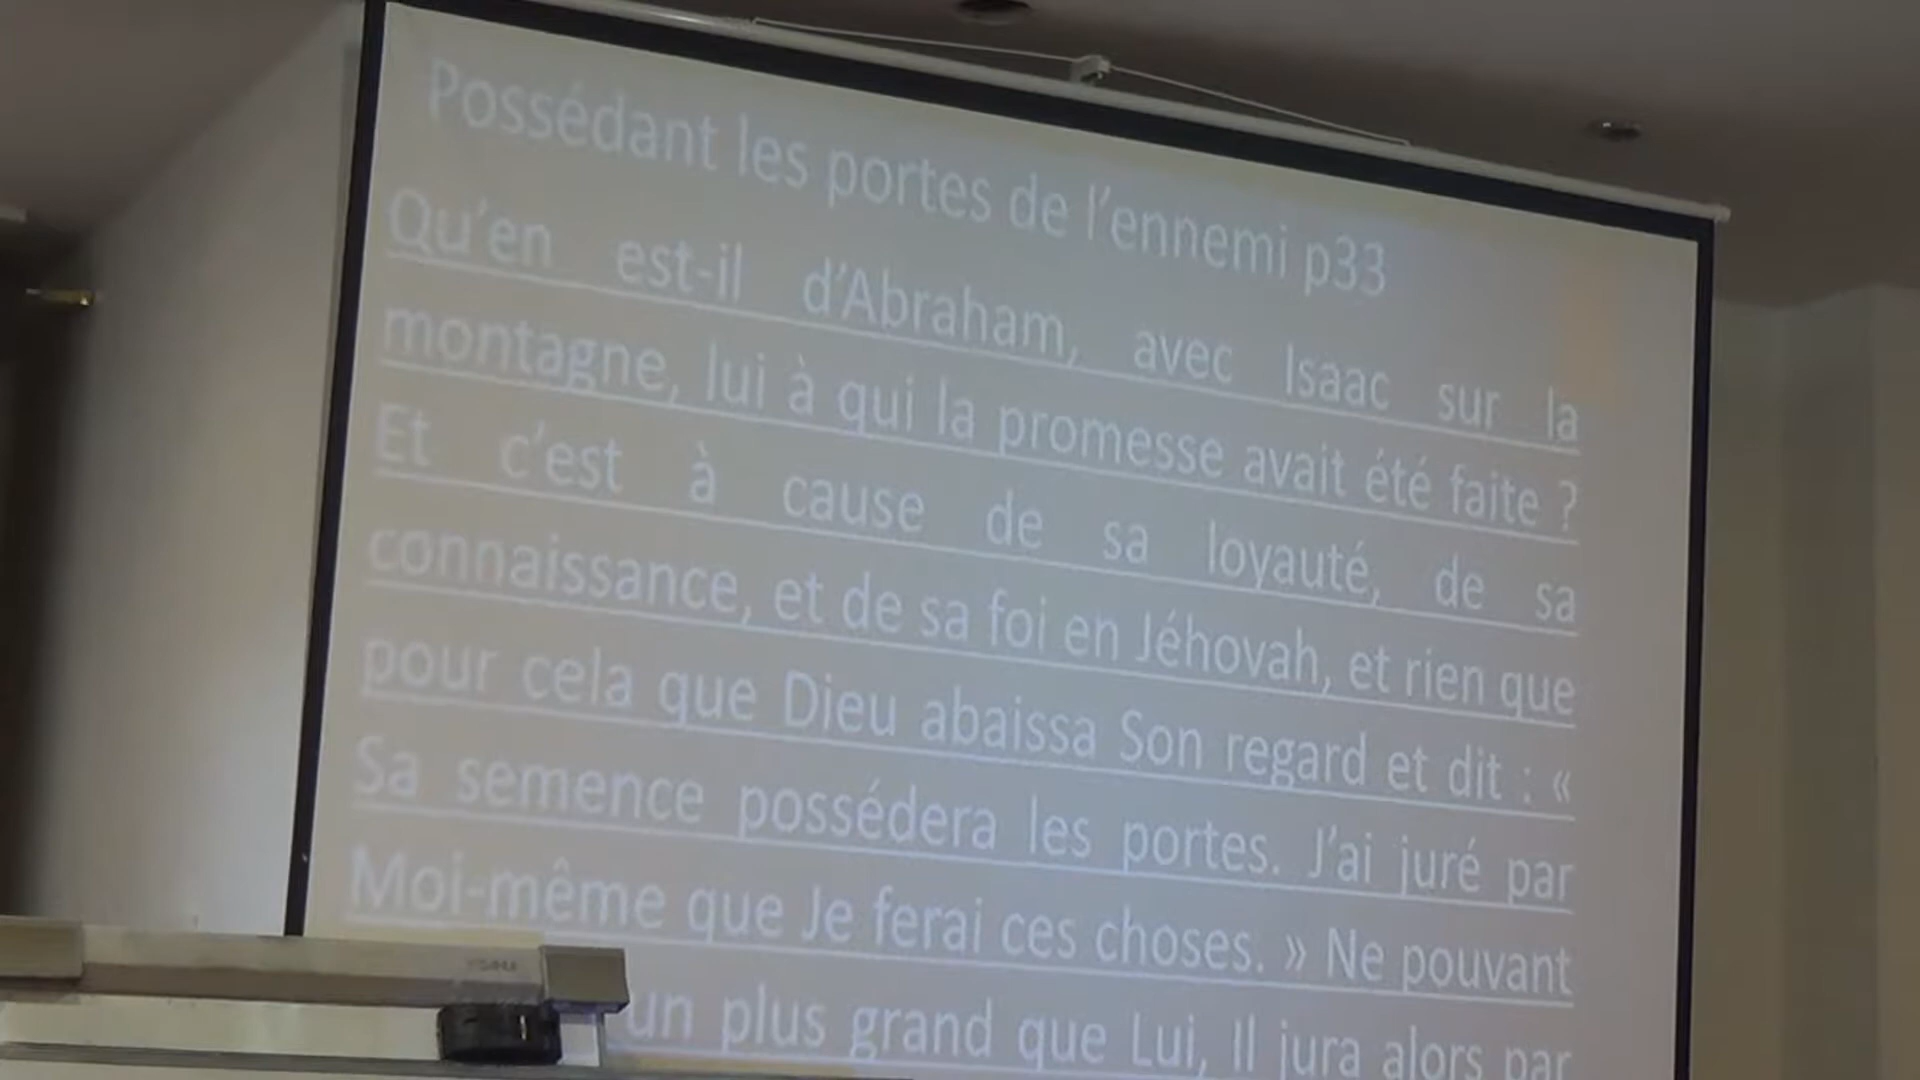 Possédant les portes de l'ennemi p33
Qu'en est-il d'Abraham, avec Isaac sur la
montagne, lui à qui la promesse avait été faite ?
Et c'est à cause de sa loyauté, de sa
connaissance, et de sa foi en Jéhovah, et rien que
pour cela que Dieu abaissa Son regard et dit : «
Sa semence possédera les portes. J'ai juré par
Moi-même que Je ferai ces choses. » Ne pouvant
un plus grand que Lui, Il jura alors par